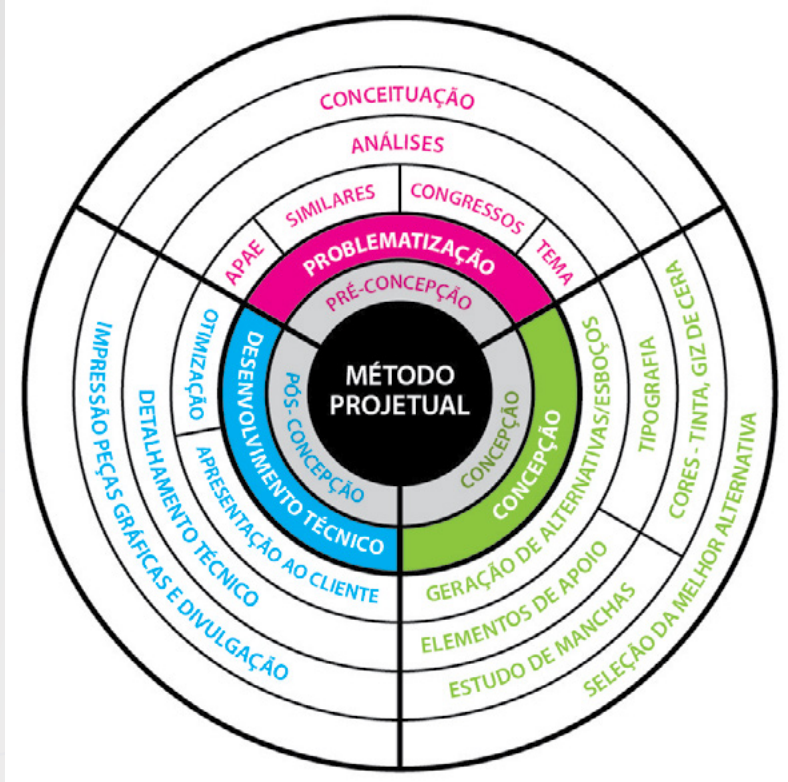 CONCEITUAÇÃO
ANÁLISES
SIMILARES
CONGRESSOS
APAE
TEMA
PROBLEMATIZAÇÃO
PRÉ-CONCEPÇÃO
MÉTODO
PROJETUAL
CONCEPÇÃO
CONCEPÇÃO
GERAÇÃO DE ALTERNATIVAS/ESBOÇOS
TIPOGRAFIA
ELEMENTOS DE APOIO
CORES - TINTA, GIZ DE CERA
ESTUDO DE MANCHAS
SELEÇÃO DA MELHOR ALTERNATIVA
PÓS- CONCEPÇÃO
DESENVOLVIMENTO TÉCNICO
OTIMIZAÇÃO
APRESENTAÇÃO AO CLIENTE
DETALHAMENTO TÉCNICO
IMPRESSÃO PEÇAS GRÁFICAS E DIVULGAÇÃO